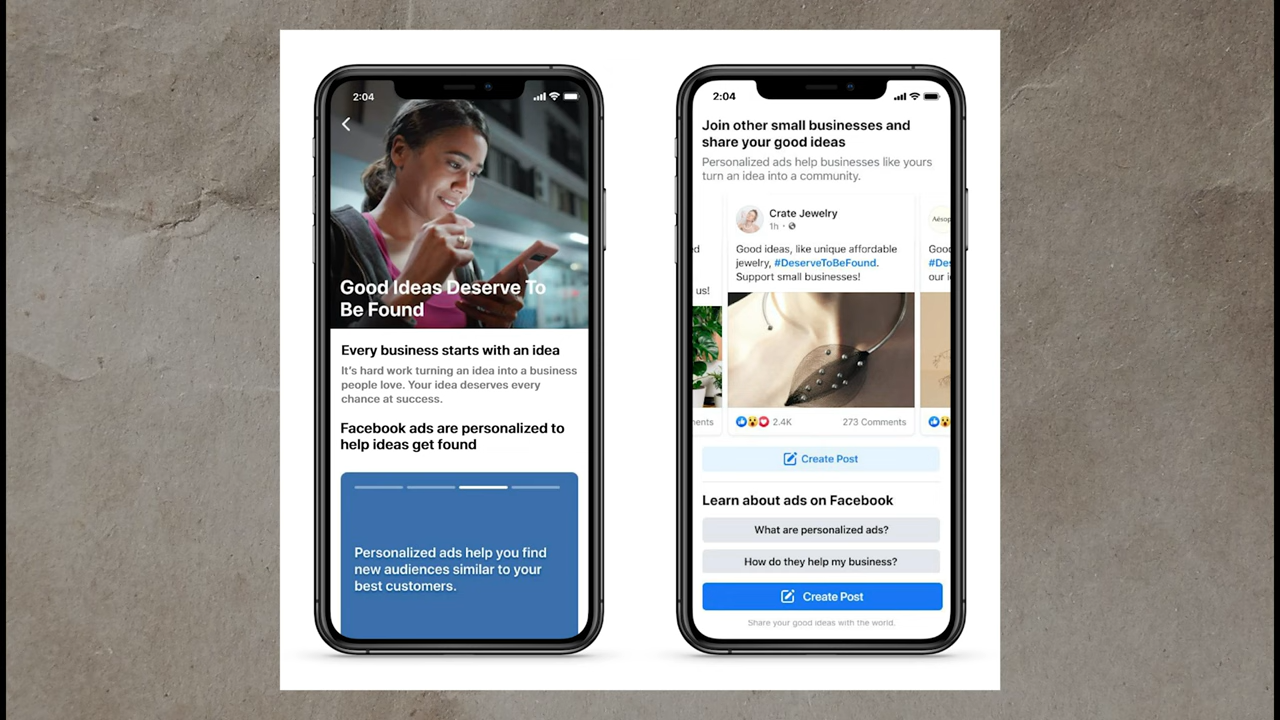 2:04
Good Ideas Deserve To
Be Found
Every business starts with an idea
It's hard work turning an idea into a business
people love. Your idea deserves every
chance at success.
Facebook ads are personalized to
help ideas get found
Personalized ads help you find
new audiences similar to your
best customers.
2:04
Join other small businesses and
share your good ideas
Personalized ads help businesses like yours
turn an idea into a community.
Crate Jewelry
1h
Good ideas, like unique affordable
jewelry, #DeserveToBeFound.
Support small businesses!
us!
2.4K
273 Comments
Create Post
Learn about ads on Facebook
What are personalized ads?
How do they help my business?
Create Post
Share your good ideas with the world.